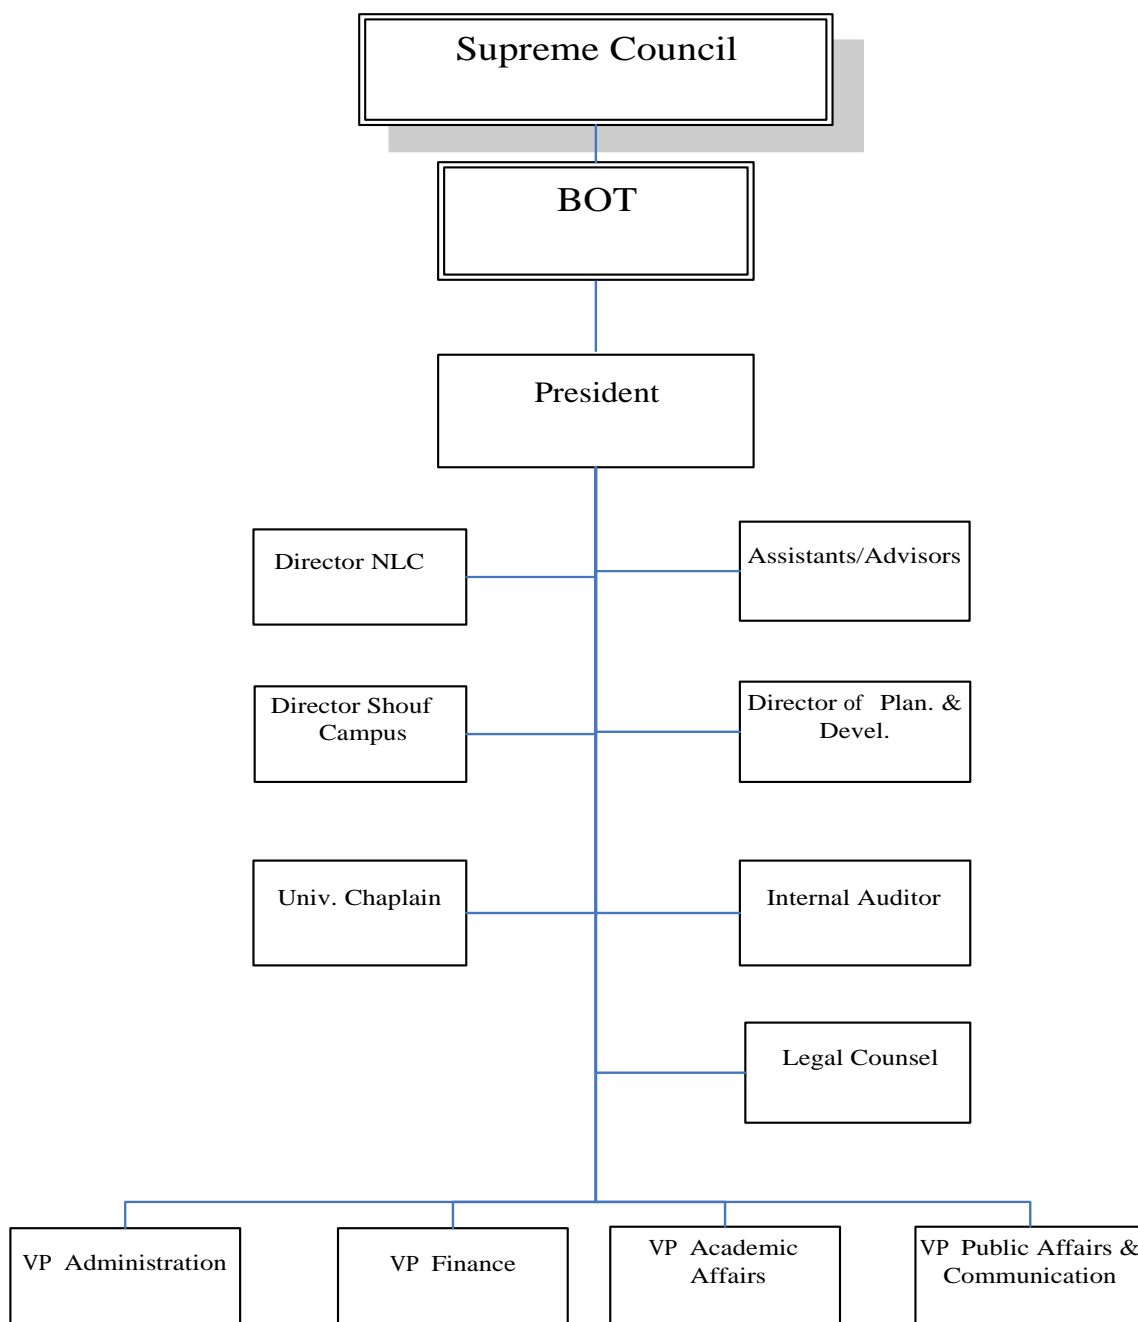 Supreme Council
BOT
President
Director NLC
Assistants/Advisors
Director Shouf
Campus
Director of Plan. &
Devel.
Univ. Chaplain
Internal Auditor
Legal Counsel
VP Administration
VP Finance
VP Academic
Affairs
VP Public Affairs &
Communication